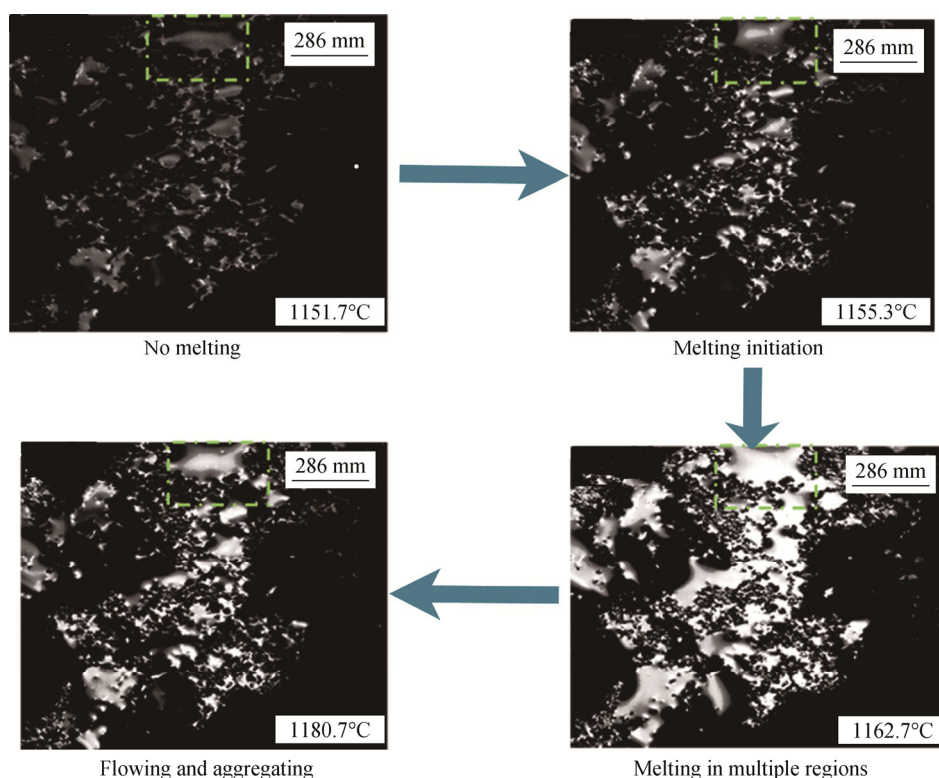 286 mm
1151.7°C
No melting
286 mm
1155.3°C
Melting initiation
286 mm
1180.7°C
Flowing and aggregating
286 mm
1162.7°C
Melting in multiple regions